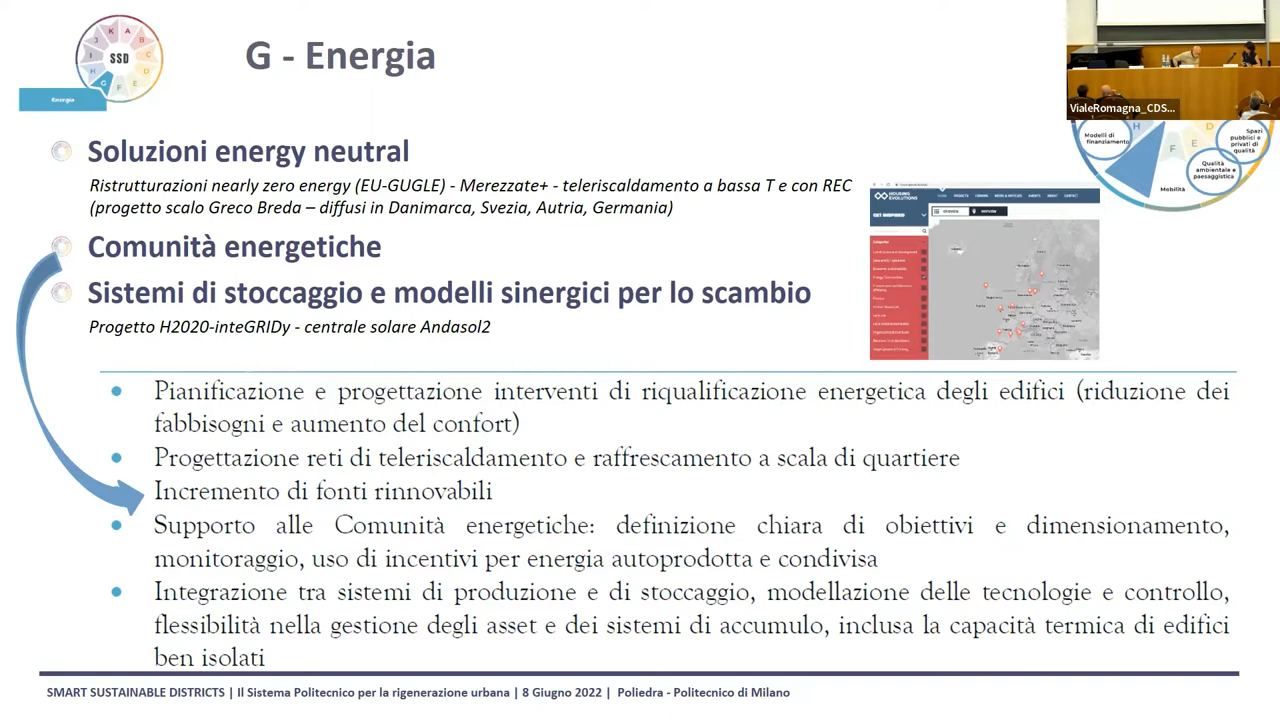 G - Energia
K A
J B
I SSD C
H D
G F E
Energia
VialeRomagna_CDS...
Modelli di
finanziamento
H
D
F E
Spazi
pubblici e
privati di
qualità
Qualità
ambientale e
paesaggistica
Mobilità
Soluzioni energy neutral
Ristrutturazioni nearly zero energy (EU-GUGLE) - Merezzate+ - teleriscaldamento a bassa T e con REC
(progetto scalo Greco Breda – diffusi in Danimarca, Svezia, Autria, Germania)
HOUSING
EVOLUTIONS
GET INSPIRED
Comunità energetiche
Sistemi di stoccaggio e modelli sinergici per lo scambio
Progetto H2020-inteGRIDy - centrale solare Andasol2
• Pianificazione e progettazione interventi di riqualificazione energetica degli edifici (riduzione dei
fabbisogni e aumento del confort)
• Progettazione reti di teleriscaldamento e raffrescamento a scala di quartiere
Incremento di fonti rinnovabili
• Supporto alle Comunità energetiche: definizione chiara di obiettivi e dimensionamento,
monitoraggio, uso di incentivi per energia autoprodotta e condivisa
• Integrazione tra sistemi di produzione e di stoccaggio, modellazione delle tecnologie e controllo,
flessibilità nella gestione degli asset e dei sistemi di accumulo, inclusa la capacità termica di edifici
ben isolati
SMART SUSTAINABLE DISTRICTS | Il Sistema Politecnico per la rigenerazione urbana | 8 Giugno 2022 | Poliedra - Politecnico di Milano